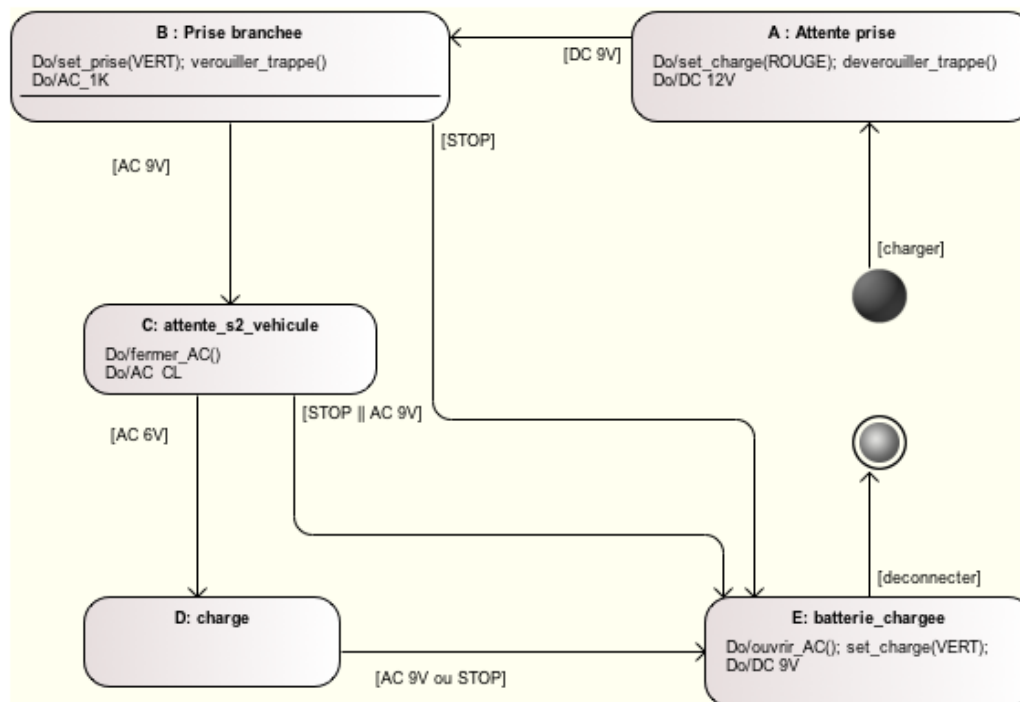 B : Prise branchee
Do/set_prise(VERT); verouiller_trappe()
Do/AC_1K
[DC 9V]
A : Attente prise
Do/set_charge(ROUGE); deverouiller_trappe()
Do/DC 12V
[AC 9V]
[STOP]
[charger]
C: attente_s2_vehicule
Do/fermer_AC()
Do/AC CL
[AC 6V]
[STOP || AC 9V]
[deconnecter]
D: charge
[AC 9V ou STOP]
E: batterie_chargee
Do/ouvrir_AC(); set_charge(VERT);
Do/DC 9V